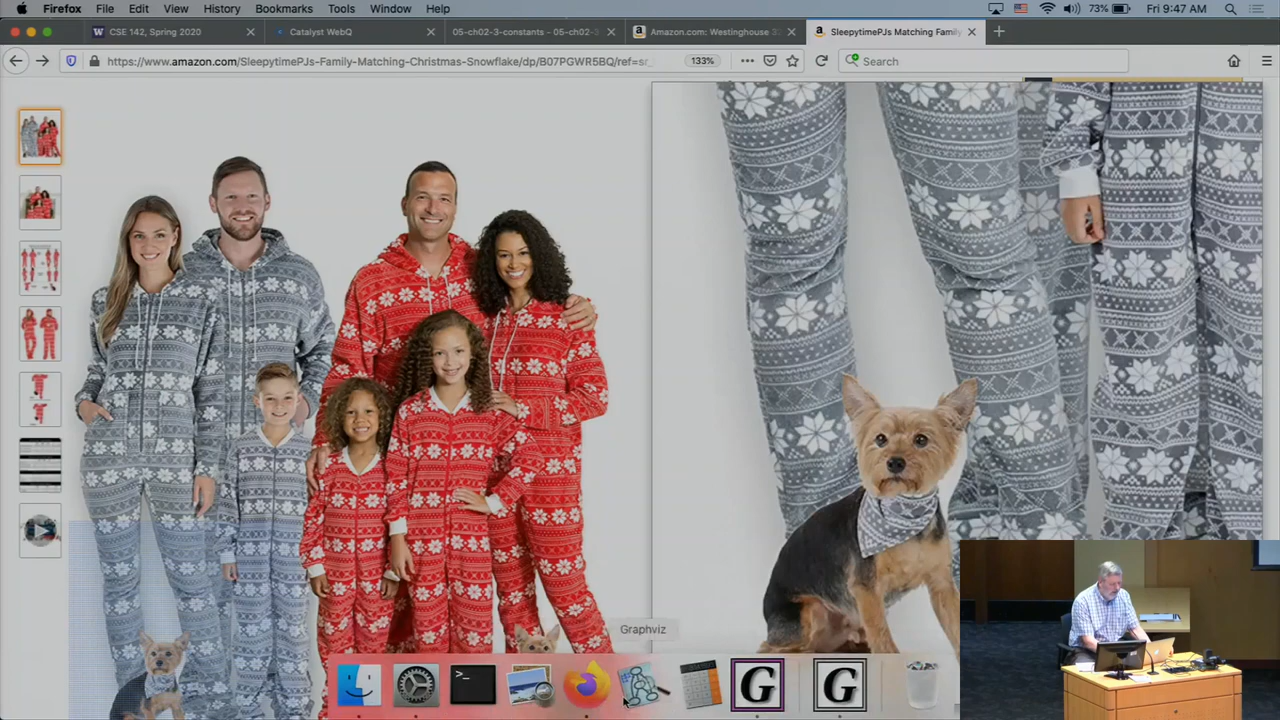 Firefox File Edit View History Bookmarks Tools Window Help 73% Fri 9:47 AM
CSE 142, Spring 2020 Catalyst WebQ 05-ch02-3-constants - 05-ch02-3- Amazon.com: Westinghouse 3 SleepytimePJs Matching Family
https://www.amazon.com/SleepytimePJs-Family-Matching-Christmas-Snowflake/dp/B07PGWR5BQ/ref=sr_ 133% Search
Graphviz
>_ G G